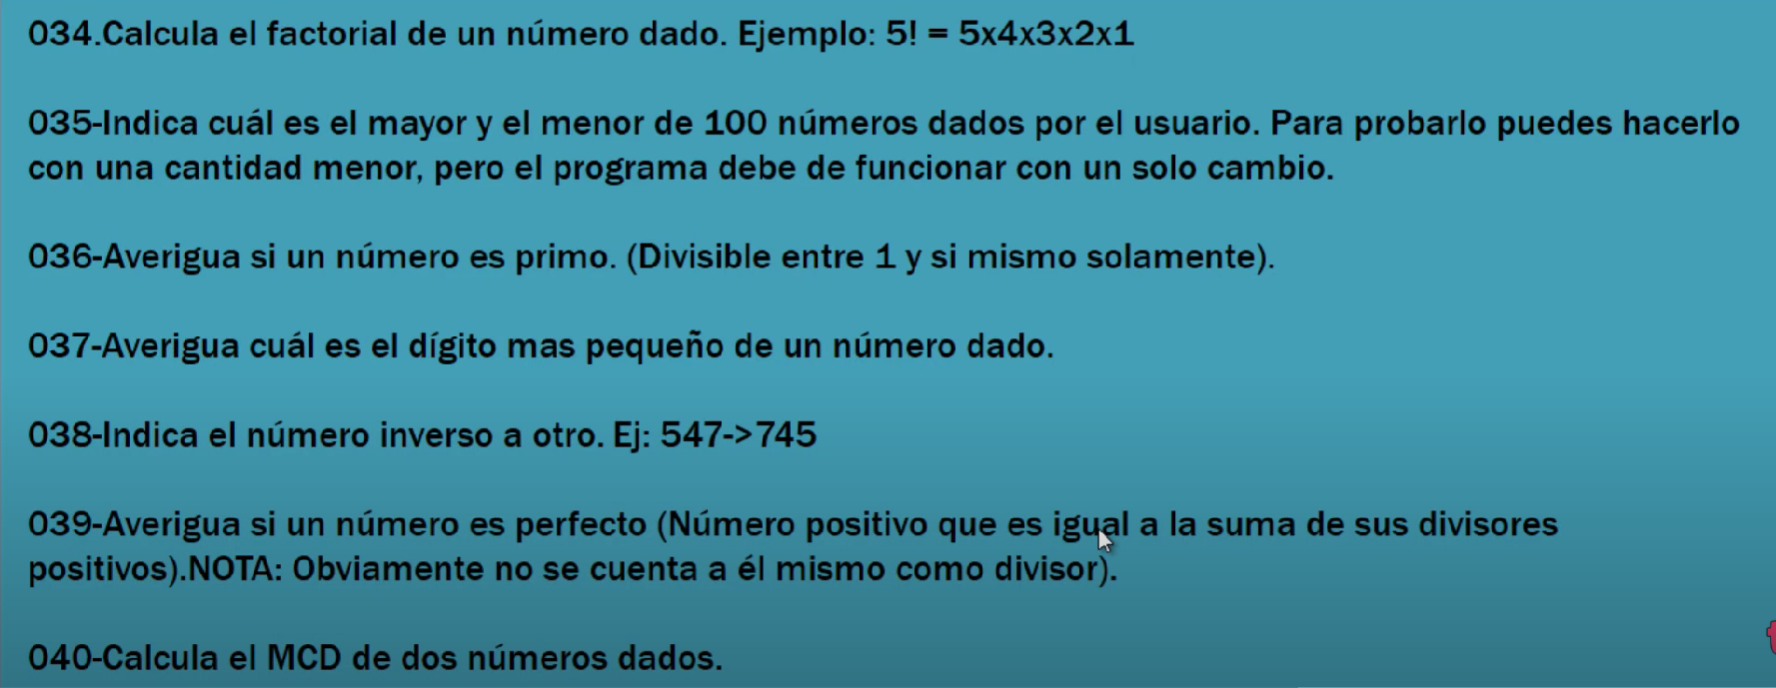 034.Calcula el factorial de un número dado. Ejemplo: 5! = 5x4x3x2x1
035-Indica cuál es el mayor y el menor de 100 números dados por el usuario. Para probarlo puedes hacerlo
con una cantidad menor, pero el programa debe de funcionar con un solo cambio.
036-Averigua si un número es primo. (Divisible entre 1 y si mismo solamente).
037-Averigua cuál es el dígito mas pequeño de un número dado.
038-Indica el número inverso a otro. Ej: 547->745
039-Averigua si un número es perfecto (Número positivo que es igual a la suma de sus divisores
positivos).NOTA: Obviamente no se cuenta a él mismo como divisor).
040-Calcula el MCD de dos números dados.